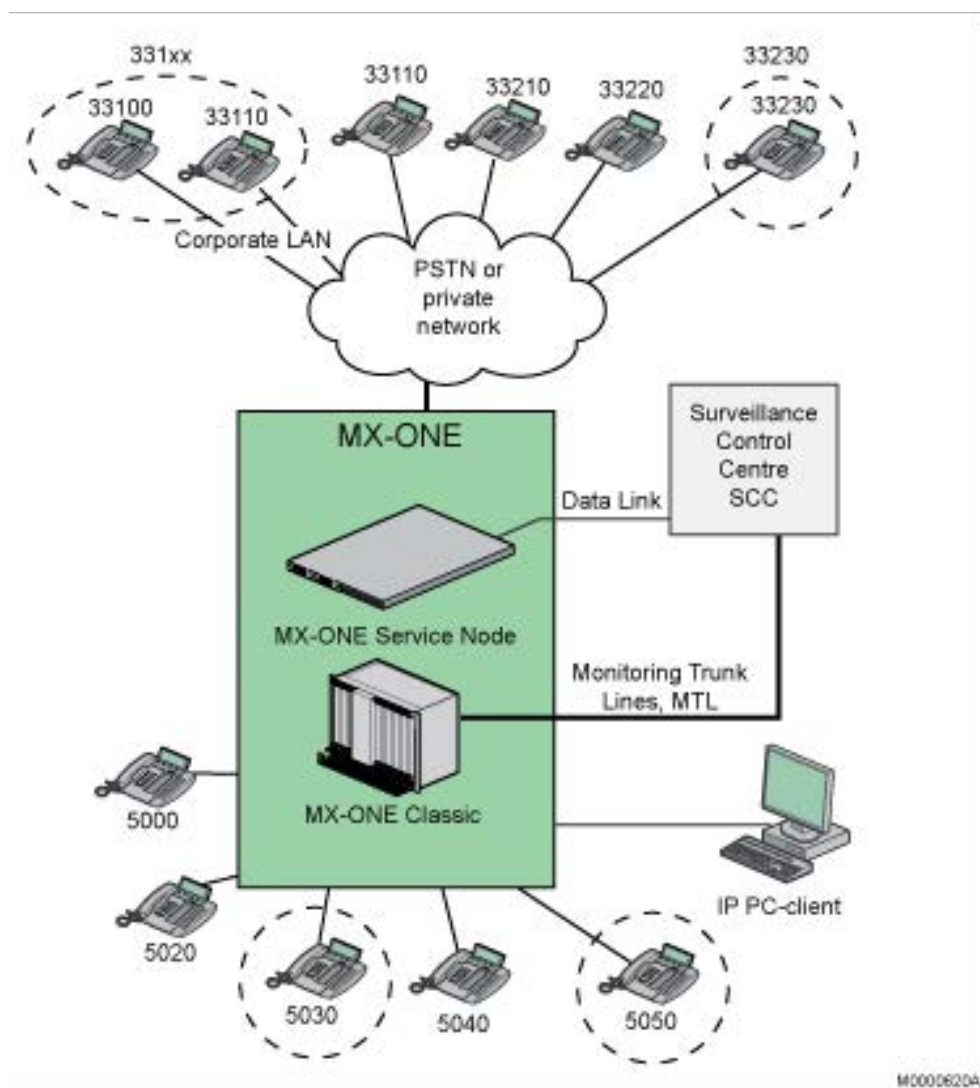 331xx
33100
33110
33110
33210
33220
33230
33230
Corporate LAN
PSTN or
private
network
MX-ONE
Surveillance
Control
Centre
SCC
Data Link
MX-ONE Service Node
Monitoring Trunk
Lines, MTL
MX-ONE Classic
5000
5020
5030
5040
5050
IP PC-client